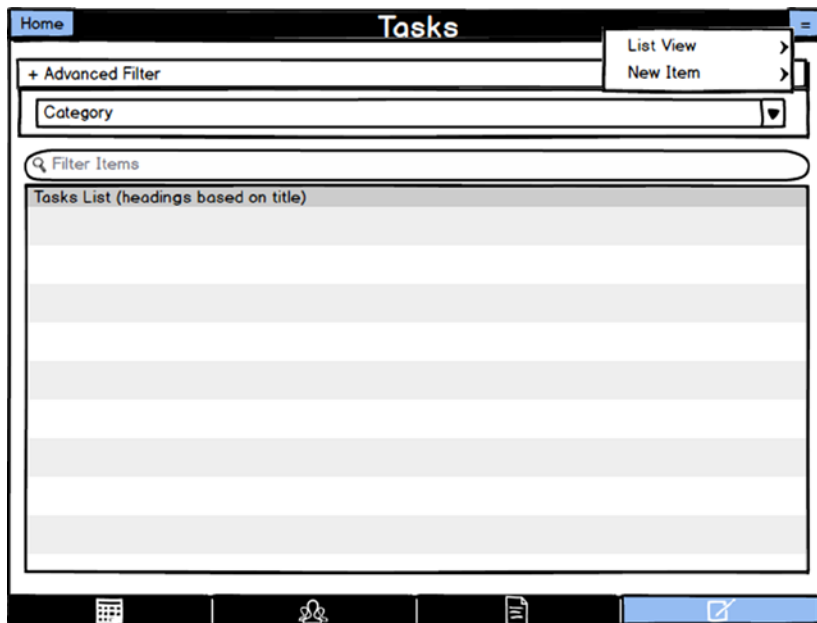 Home
Tasks
=
List View
New Item
+ Advanced Filter
Category
Filter Items
Tasks List (headings based on title)